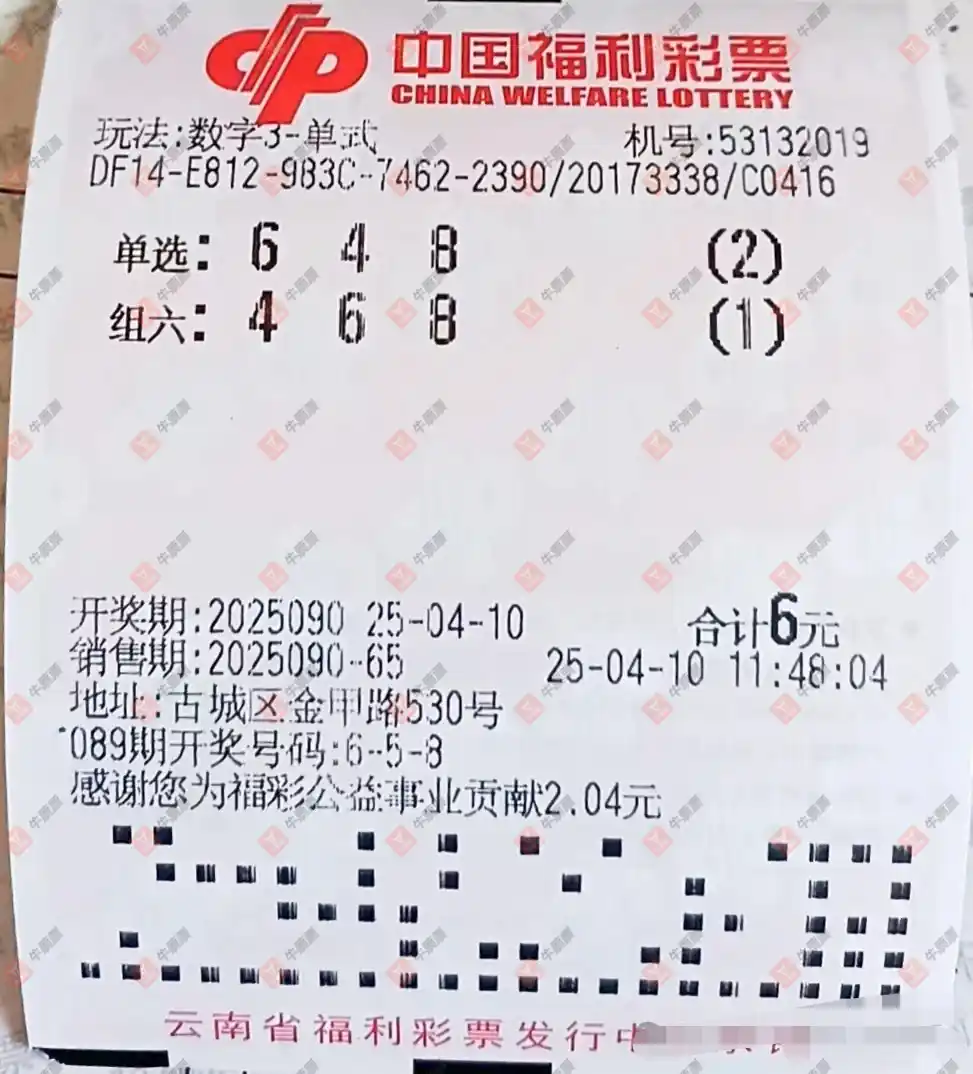 中国福利彩票
CHINA WELFARE LOTTERY
玩法:数字3-单式 机号:53132019
DF14-E812-983C-7462-2390/20173338/C0416
单选: 6 4 8 (2)
组六: 4 6 8 (1)
开奖期:2025090 25-04-10 合计6元
销售期:2025090-65 25-04-10 11:48:04
地址:古城区金甲路530号
089期开奖号码:6-5-8
感谢您为福彩公益事业贡献2.04元
云南省福利彩票发行中
牛票票